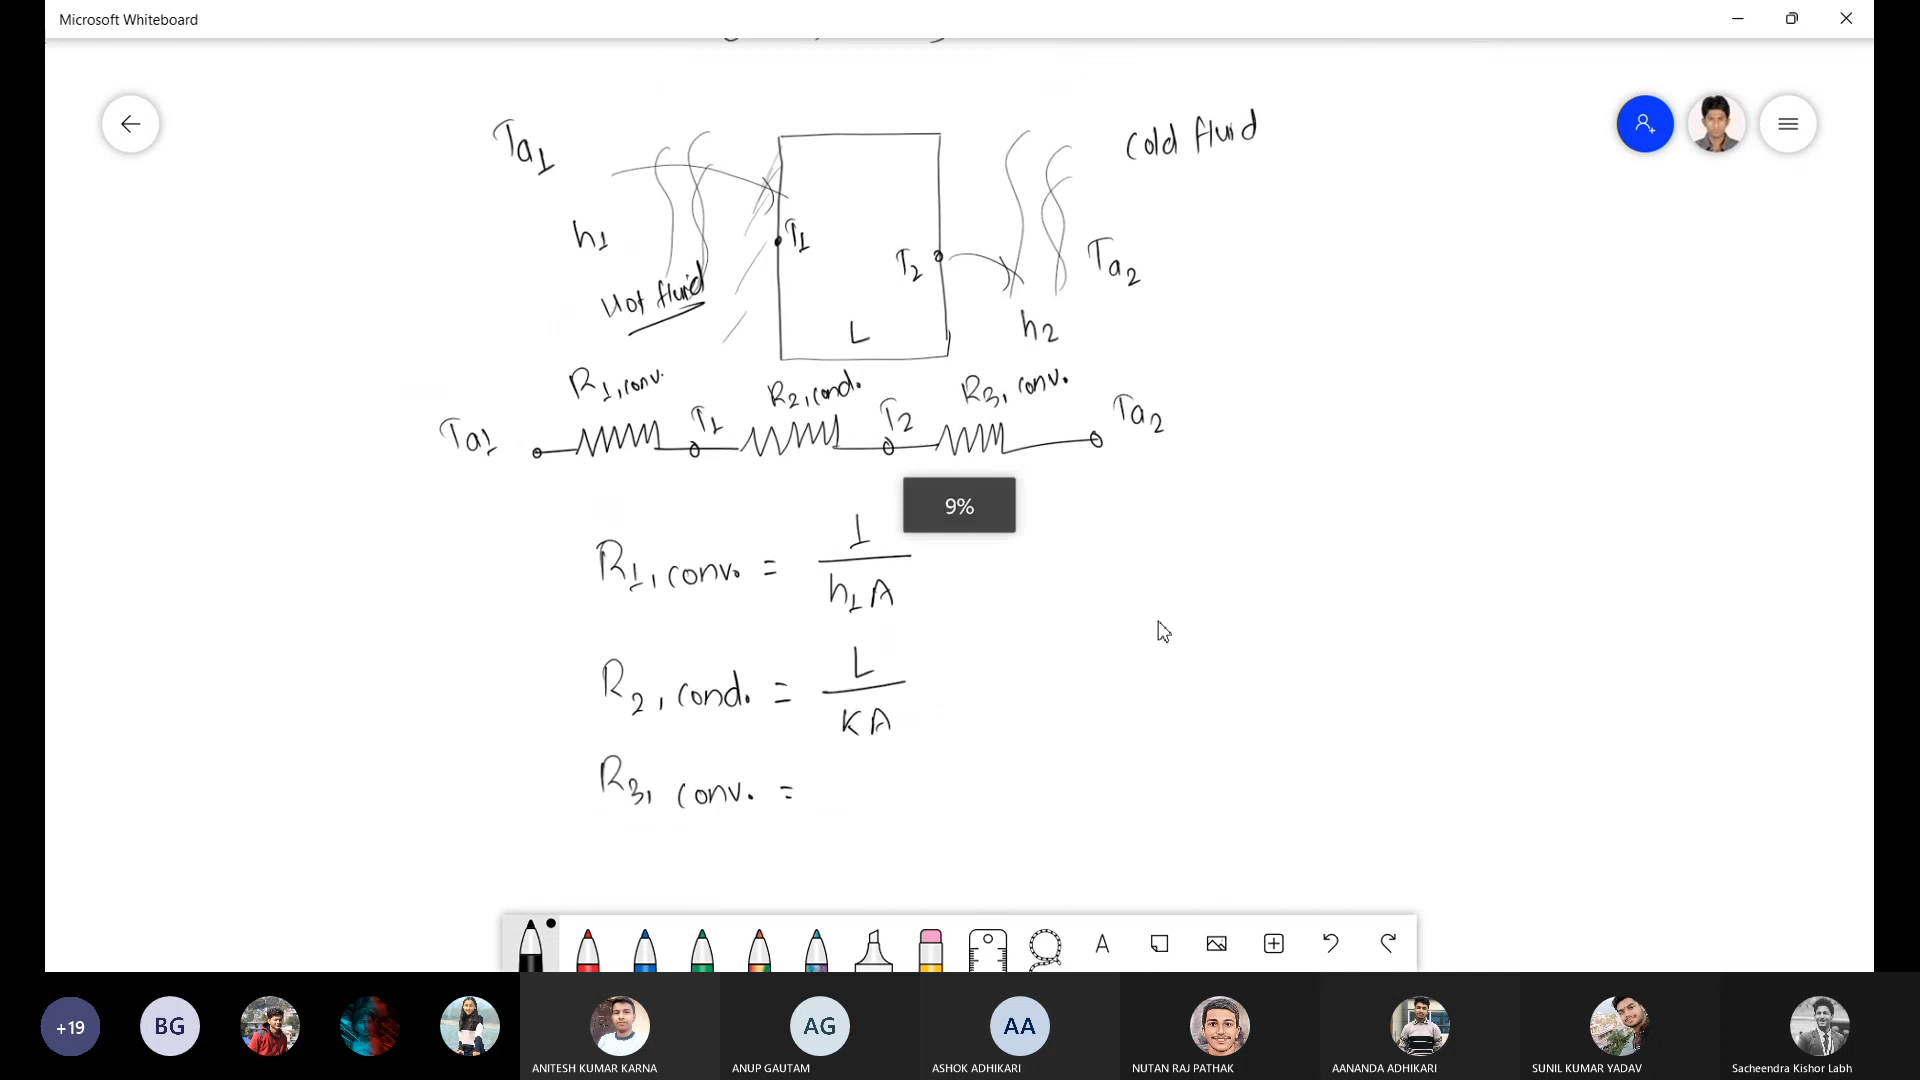 Microsoft Whiteboard
Ta1
cold fluid
h1
T1
T2
Ta2
Hot fluid
L
h2
R1, conv.
R2, cond.
R3, conv.
Ta1
T1
T2
Ta2
9%
R1, conv. = 1 / h1A
R2, cond. = L / KA
R3, conv. =
A
+19
BG
AG
AA
ANITESH KUMAR KARNA
ANUP GAUTAM
ASHOK ADHIKARI
NUTAN RAJ PATHAK
AANANDA ADHIKARI
SUNIL KUMAR YADAV
Sacheendra Kishor Labh